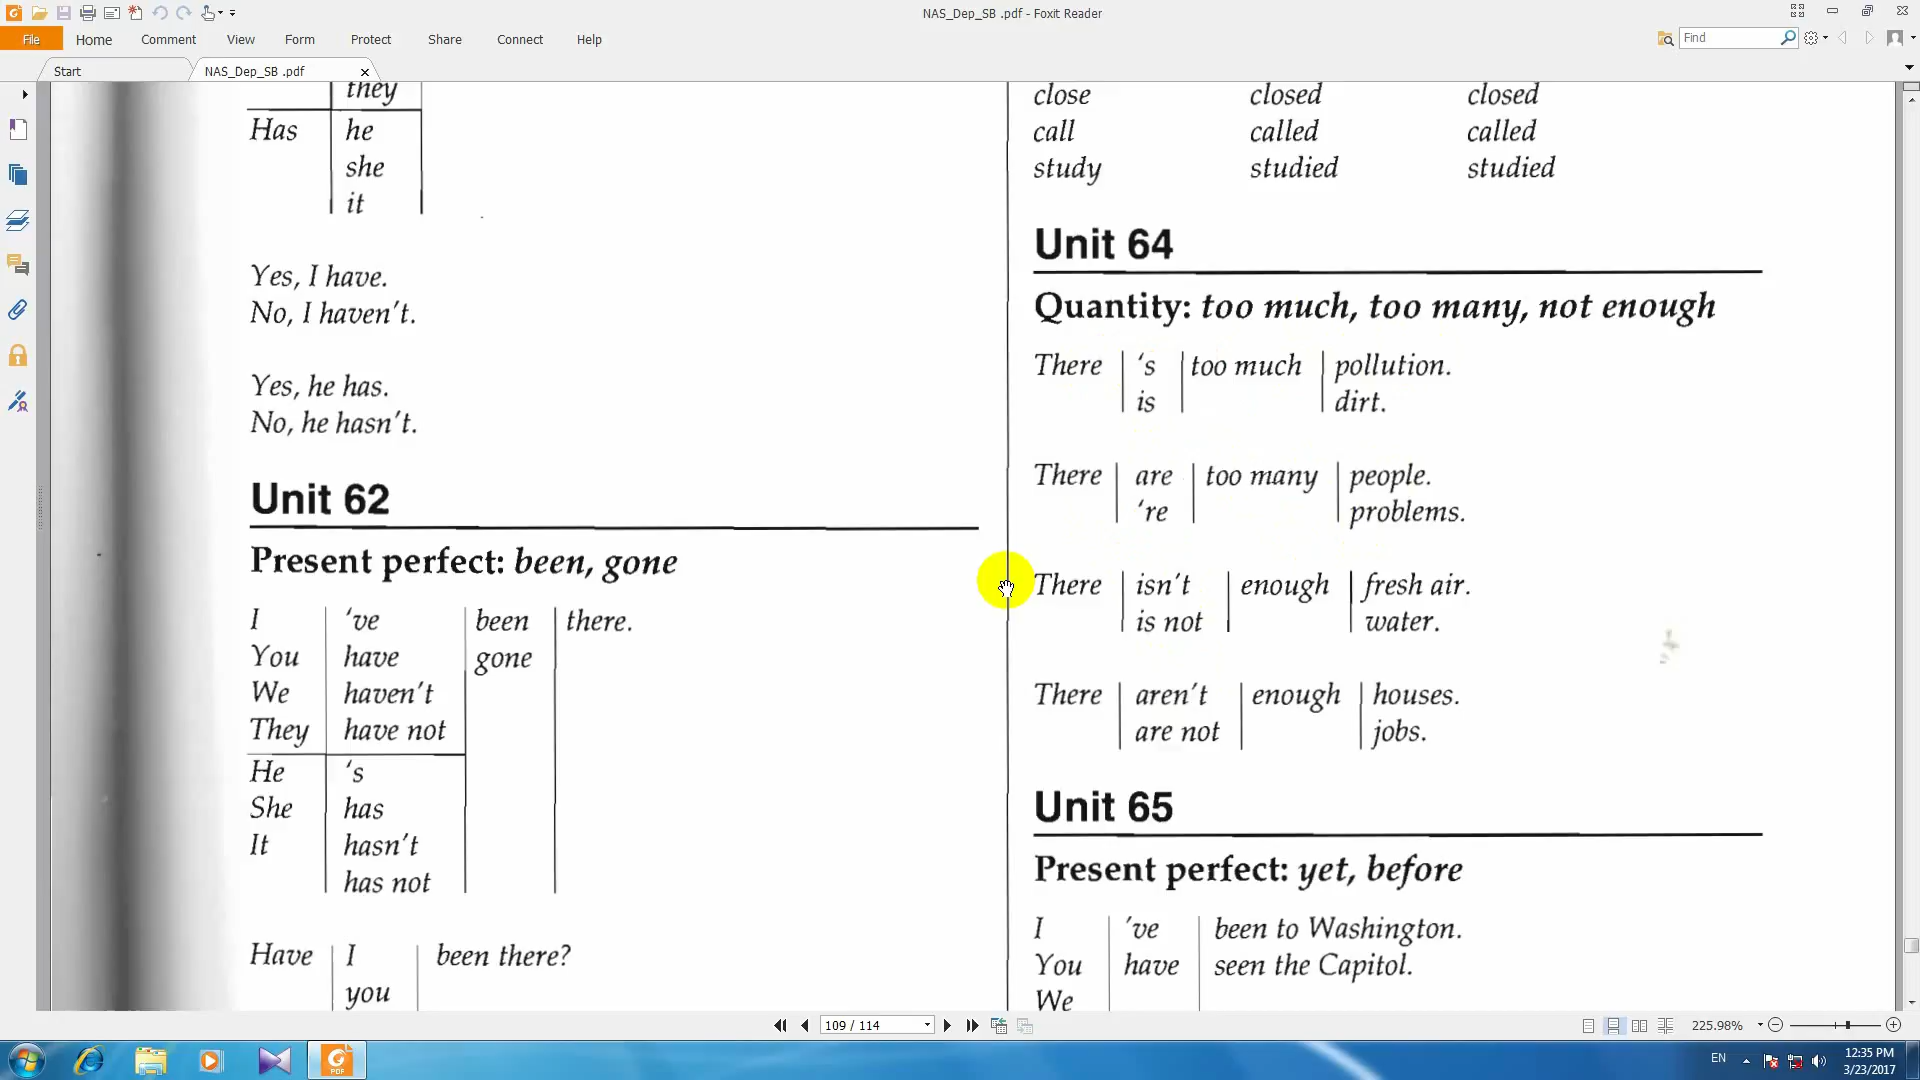 NAS_Dep_SB .pdf - Foxit Reader
File Home Comment View Form Protect Share Connect Help
Find
Start NAS_Dep_SB .pdf
they
Has he
she
it
Yes, I have.
No, I haven't.
Yes, he has.
No, he hasn't.
Unit 62
Present perfect: been, gone
I 've been there.
You have gone
We haven't
They have not
He 's
She has
It hasn't
has not
Have I been there?
you
close closed closed
call called called
study studied studied
Unit 64
Quantity: too much, too many, not enough
There 's too much pollution.
is dirt.
There are too many people.
're problems.
There isn't enough fresh air.
is not water.
There aren't enough houses.
are not jobs.
Unit 65
Present perfect: yet, before
I 've been to Washington.
You have seen the Capitol.
We
109 / 114
225.98%
PDF
EN
12:35 PM
3/23/2017